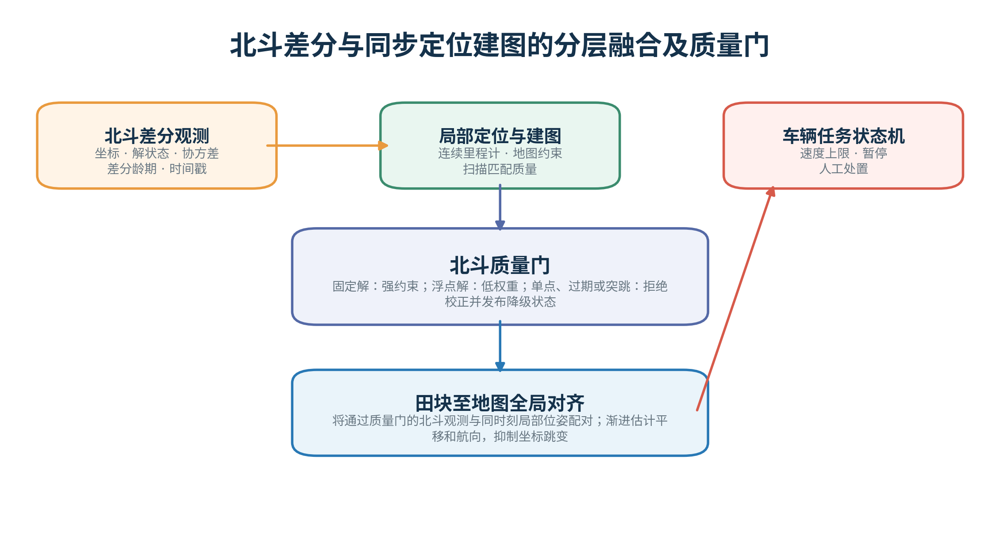 北斗差分与同步定位建图的分层融合及质量门
北斗差分观测
坐标 · 解状态 · 协方差
差分龄期 · 时间戳
局部定位与建图
连续里程计 · 地图约束
扫描匹配质量
车辆任务状态机
速度上限 · 暂停
人工处置
北斗质量门
固定解：强约束；浮点解：低权重；单点、过期或突跳：拒绝
校正并发布降级状态
田块至地图全局对齐
将通过质量门的北斗观测与同时刻局部位姿配对；渐进估计平
移和航向，抑制坐标跳变